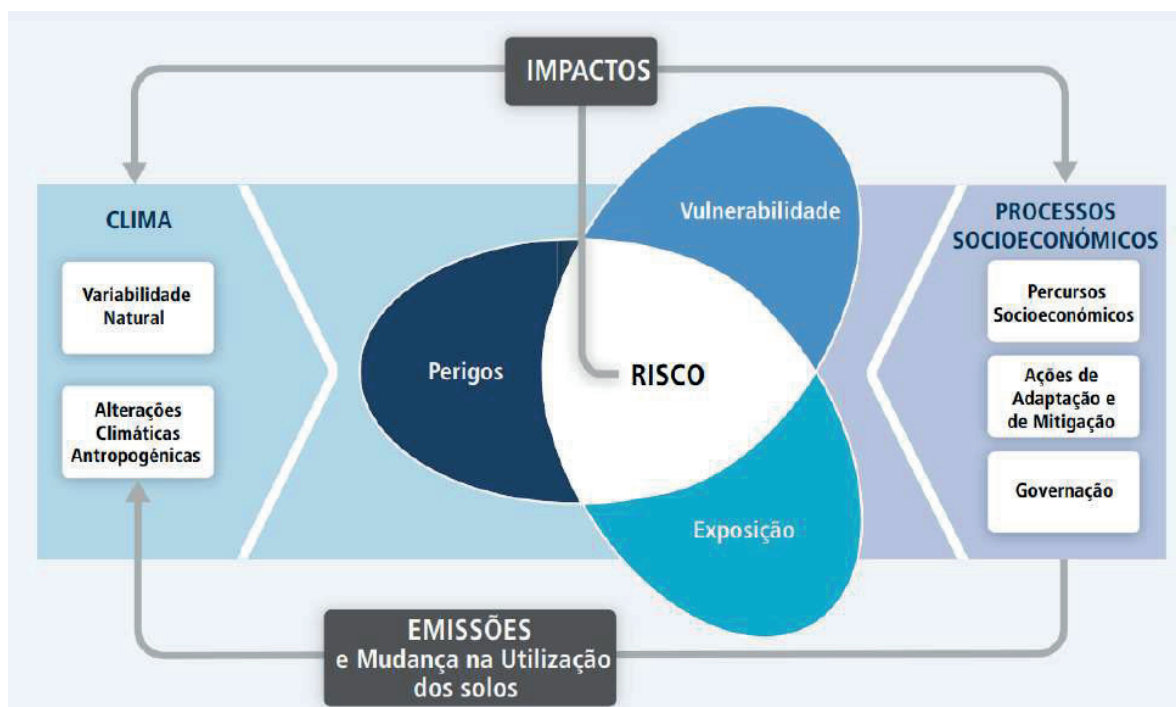 IMPACTOS
CLIMA
Variabilidade
Natural
Alterações
Climáticas
Antropogénicas
Vulnerabilidade
Perigos
RISCO
Exposição
PROCESSOS
SOCIOECONÓMICOS
Percursos
Socioeconómicos
Ações de
Adaptação e
de Mitigação
Governação
EMISSÕES
e Mudança na Utilização
dos solos